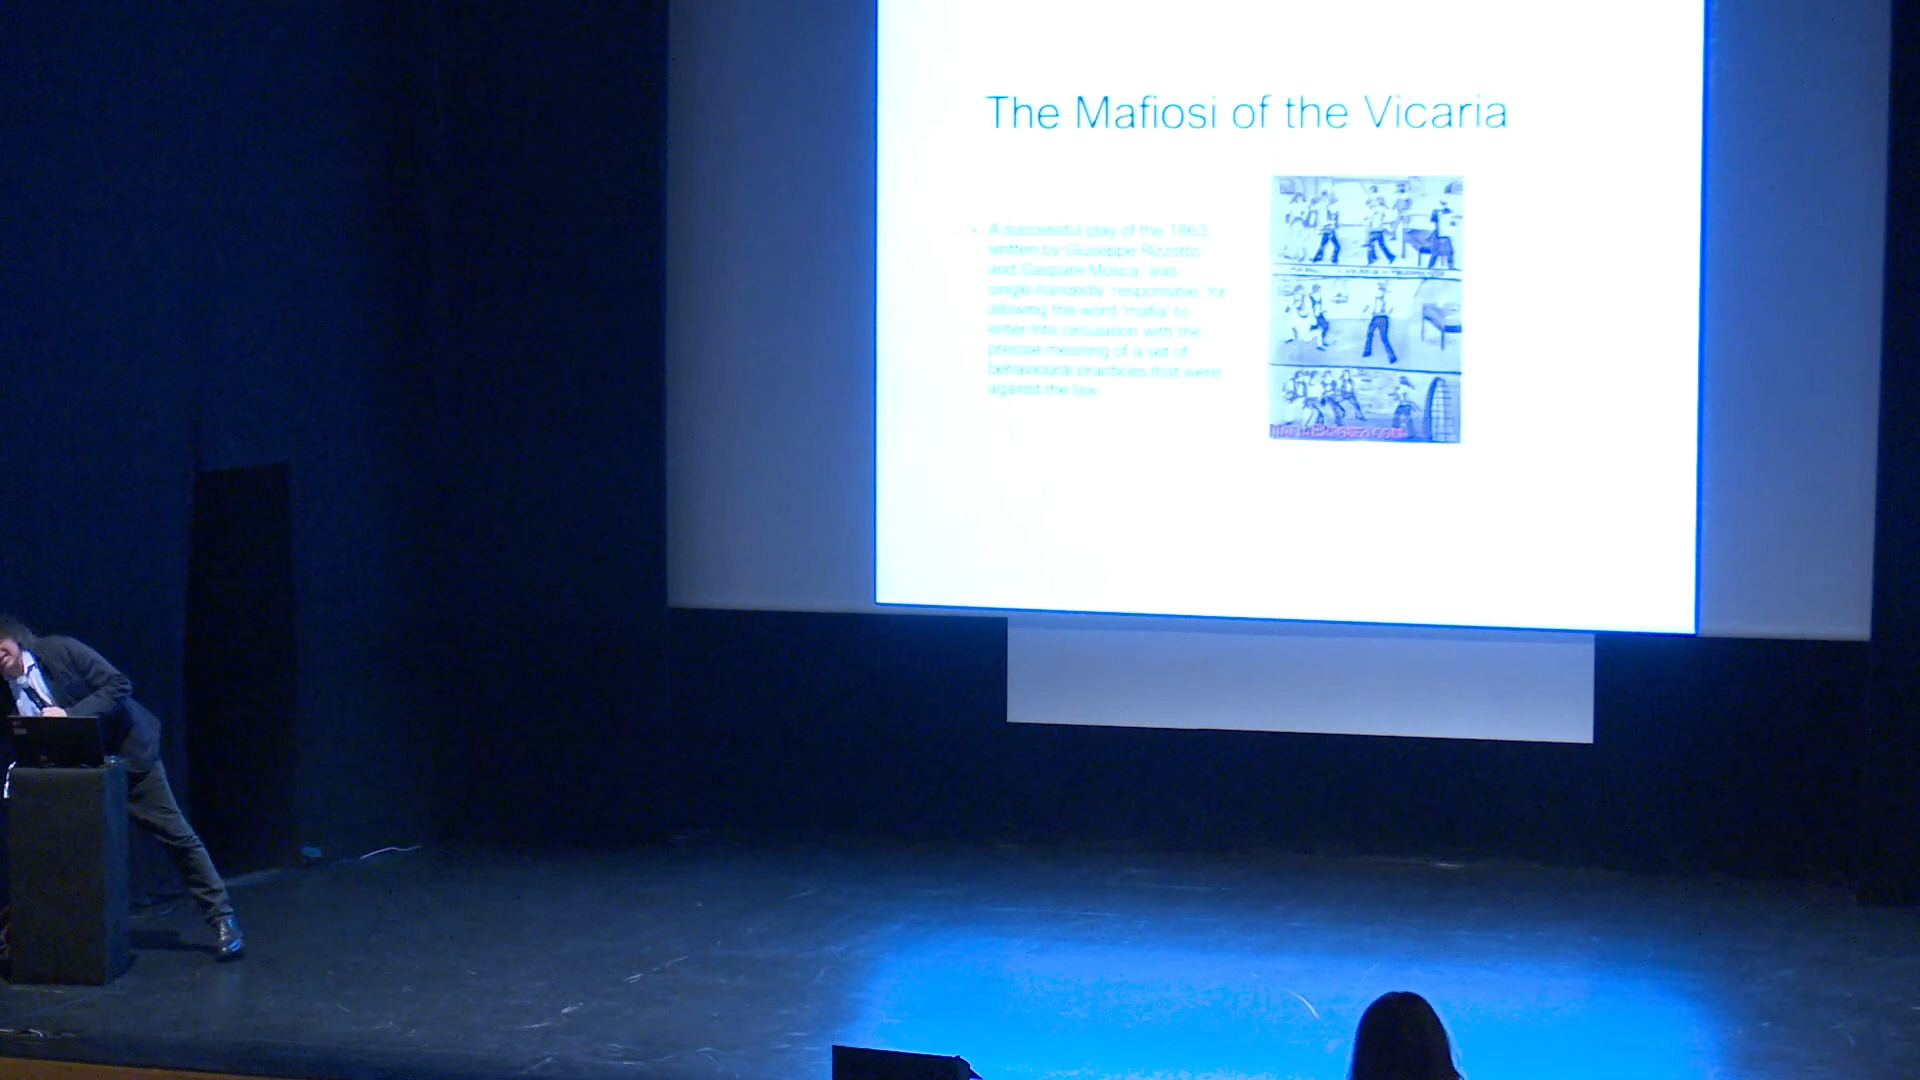 The Mafiosi of the Vicaria
• A successful play of the 1863,
written by Giuseppe Rizzotto
and Gaspare Mosca, was
single-handedly responsible for
allowing the word 'mafia' to
enter into circulation with the
precise meaning of a set of
behavioural practices that were
against the law.